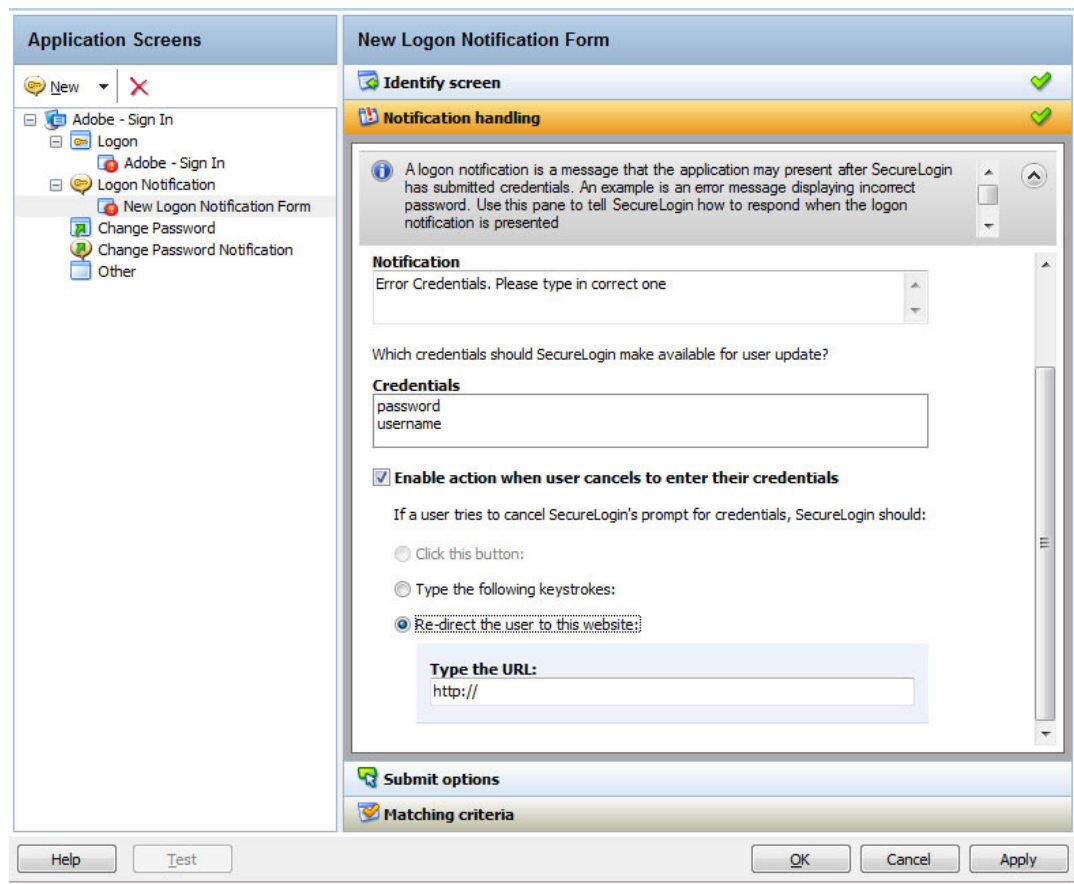 Application Screens
New
Adobe - Sign In
Logon
Adobe - Sign In
Logon Notification
New Logon Notification Form
Change Password
Change Password Notification
Other
New Logon Notification Form
Identify screen
Notification handling
A logon notification is a message that the application may present after SecureLogin
has submitted credentials. An example is an error message displaying incorrect
password. Use this pane to tell SecureLogin how to respond when the logon
notification is presented
Notification
Error Credentials. Please type in correct one
Which credentials should SecureLogin make available for user update?
Credentials
password
username
Enable action when user cancels to enter their credentials
If a user tries to cancel SecureLogin's prompt for credentials, SecureLogin should:
Click this button:
Type the following keystrokes:
Re-direct the user to this website:
Type the URL:
http://
Submit options
Matching criteria
Help
Test
OK
Cancel
Apply